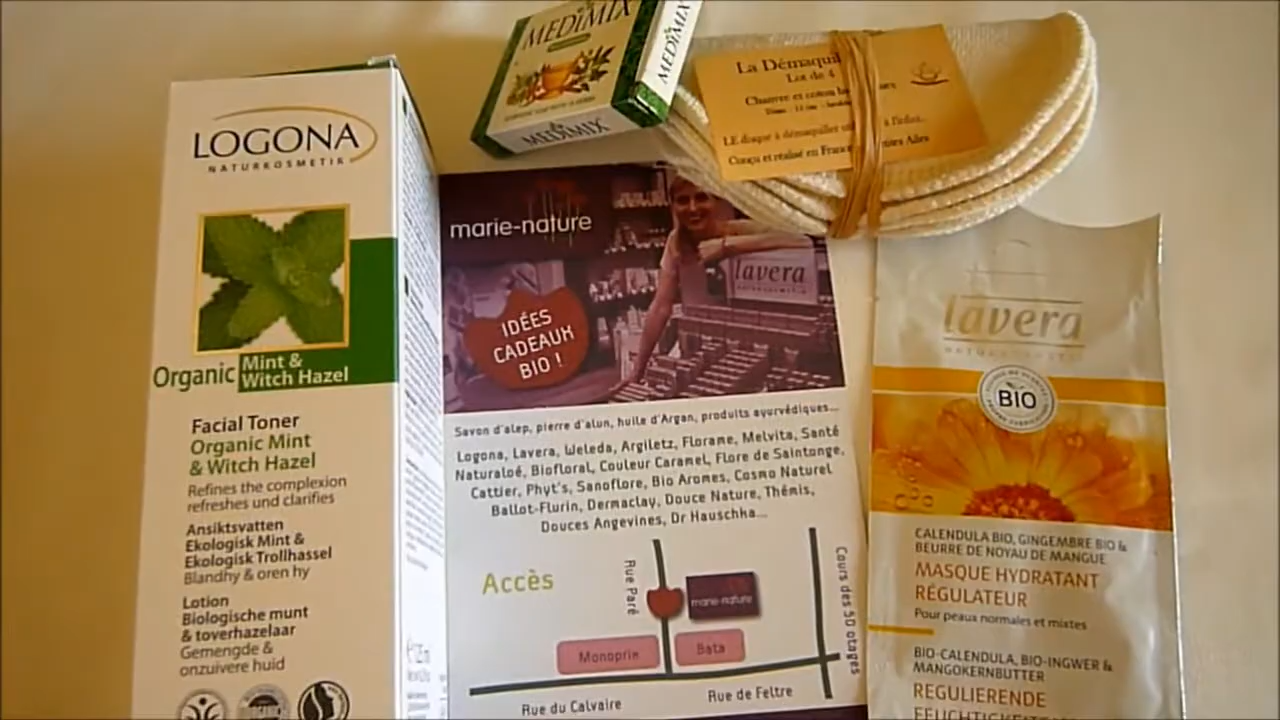 LOGONA
NATURKOSMETIK
Organic
Mint &
Witch Hazel
Facial Toner
Organic Mint
& Witch Hazel
Refines the complexion
refreshes und clarifies
Ansiktsvatten
Ekologisk Mint &
Ekologisk Trollhassel
Blandhy & oren hy
Lotion
Biologische munt
& toverhazelaar
Gemengde &
onzuivere huid
MEDIMIX
MEDIMIX
MEDIMIX
La Démaquil
Lot de 4
Chanvre et coton
LE disque à démaquiller à l'infini..
Conçu et réalisé en France Ailes
marie-nature
lavera
IDÉES
CADEAUX
BIO !
Savon d'alep, pierre d'alun, huile d'Argan, produits ayurvédiques...
Logona, Lavera, Weleda, Argiletz, Florame, Melvita, Santé
Naturaloé, Biofloral, Couleur Caramel, Flore de Saintonge,
Cattier, Phyt's, Sanoflore, Bio Aromes, Cosmo Naturel
Ballot-Flurin, Dermaclay, Douce Nature, Thémis,
Douces Angevines, Dr Hauschka...
Accès
Rue Paré
marie-nature
Cours des 50 otages
Monoprix
Bata
Rue du Calvaire
Rue de Feltre
lavera
BIO
CALENDULA BIO, GINGEMBRE BIO &
BEURRE DE NOYAU DE MANGUE
MASQUE HYDRATANT
RÉGULATEUR
Pour peaux normales et mixtes
BIO-CALENDULA, BIO-INGWER &
MANGOKERNBUTTER
REGULIERENDE